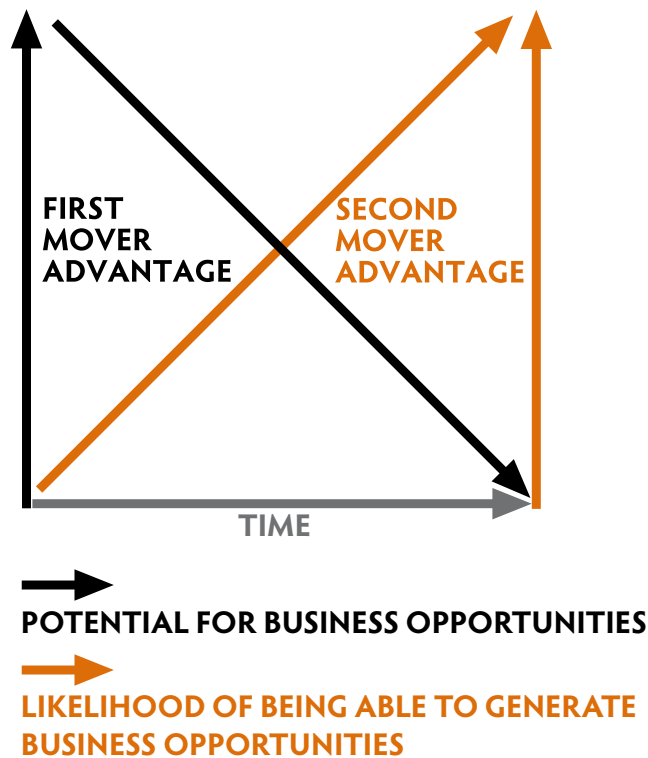 FIRST
MOVER
ADVANTAGE
SECOND
MOVER
ADVANTAGE
TIME
POTENTIAL FOR BUSINESS OPPORTUNITIES
LIKELIHOOD OF BEING ABLE TO GENERATE
BUSINESS OPPORTUNITIES